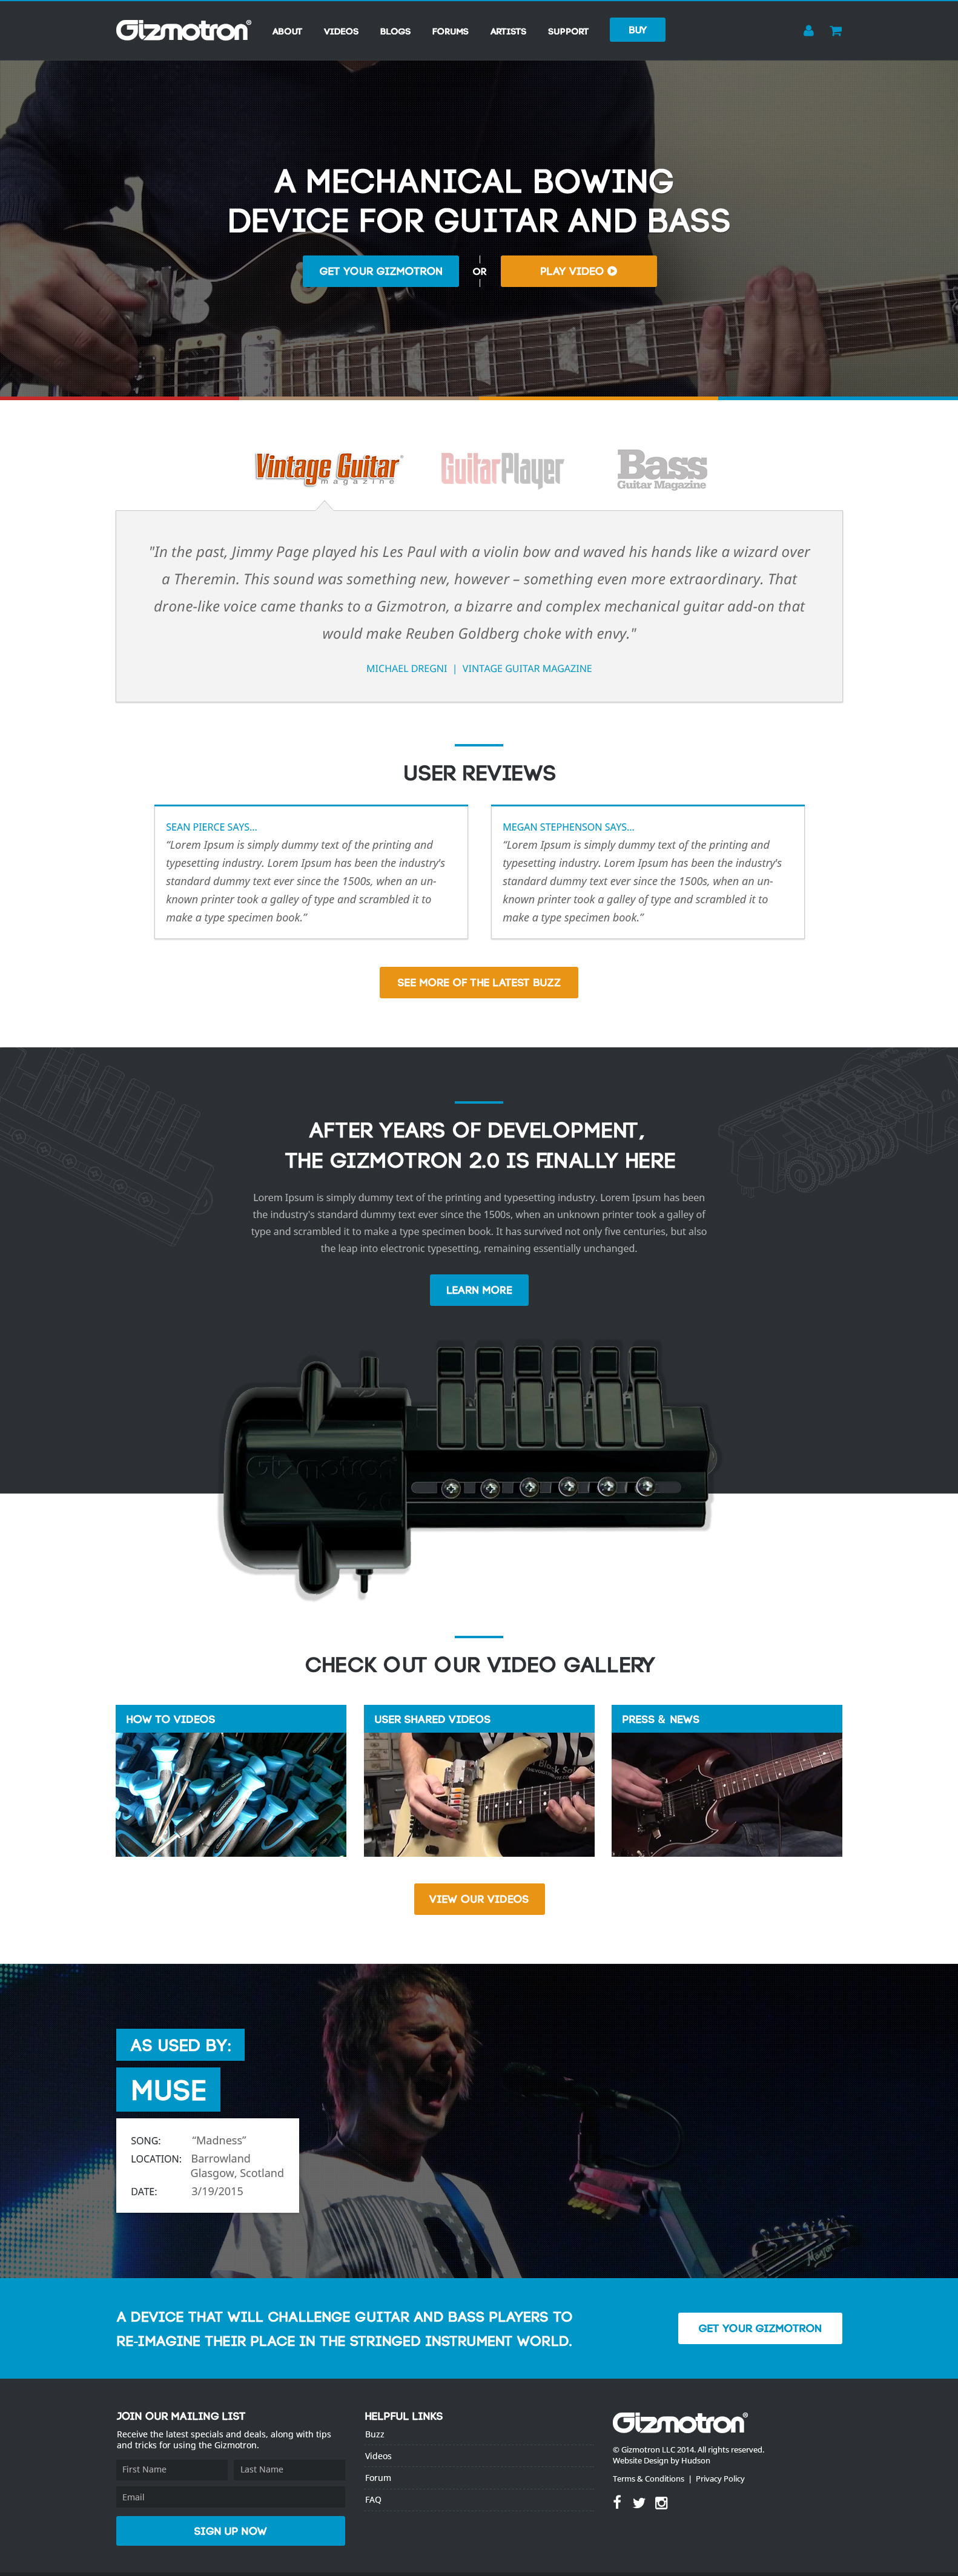 Gizmotron®
ABOUT VIDEOS BLOGS FORUMS ARTISTS SUPPORT BUY
A MECHANICAL BOWING
DEVICE FOR GUITAR AND BASS
GET YOUR GIZMOTRON OR PLAY VIDEO
Vintage Guitar®
magazine
GuitarPlayer
Bass
Guitar Magazine
"In the past, Jimmy Page played his Les Paul with a violin bow and waved his hands like a wizard over
a Theremin. This sound was something new, however – something even more extraordinary. That
drone-like voice came thanks to a Gizmotron, a bizarre and complex mechanical guitar add-on that
would make Reuben Goldberg choke with envy."
MICHAEL DREGNI | VINTAGE GUITAR MAGAZINE
USER REVIEWS
SEAN PIERCE SAYS...
“Lorem Ipsum is simply dummy text of the printing and
typesetting industry. Lorem Ipsum has been the industry's
standard dummy text ever since the 1500s, when an un-
known printer took a galley of type and scrambled it to
make a type specimen book.”
MEGAN STEPHENSON SAYS...
“Lorem Ipsum is simply dummy text of the printing and
typesetting industry. Lorem Ipsum has been the industry's
standard dummy text ever since the 1500s, when an un-
known printer took a galley of type and scrambled it to
make a type specimen book.”
SEE MORE OF THE LATEST BUZZ
AFTER YEARS OF DEVELOPMENT,
THE GIZMOTRON 2.0 IS FINALLY HERE
Lorem Ipsum is simply dummy text of the printing and typesetting industry. Lorem Ipsum has been
the industry's standard dummy text ever since the 1500s, when an unknown printer took a galley of
type and scrambled it to make a type specimen book. It has survived not only five centuries, but also
the leap into electronic typesetting, remaining essentially unchanged.
LEARN MORE
Gizmotron
2.0
CHECK OUT OUR VIDEO GALLERY
HOW TO VIDEOS
USER SHARED VIDEOS
PRESS & NEWS
VIEW OUR VIDEOS
AS USED BY:
MUSE
SONG: “Madness”
LOCATION: Barrowland
Glasgow, Scotland
DATE: 3/19/2015
A DEVICE THAT WILL CHALLENGE GUITAR AND BASS PLAYERS TO
RE-IMAGINE THEIR PLACE IN THE STRINGED INSTRUMENT WORLD.
GET YOUR GIZMOTRON
JOIN OUR MAILING LIST
Receive the latest specials and deals, along with tips
and tricks for using the Gizmotron.
First Name
Last Name
Email
SIGN UP NOW
HELPFUL LINKS
Buzz
Videos
Forum
FAQ
Gizmotron®
© Gizmotron LLC 2014. All rights reserved.
Website Design by Hudson
Terms & Conditions | Privacy Policy